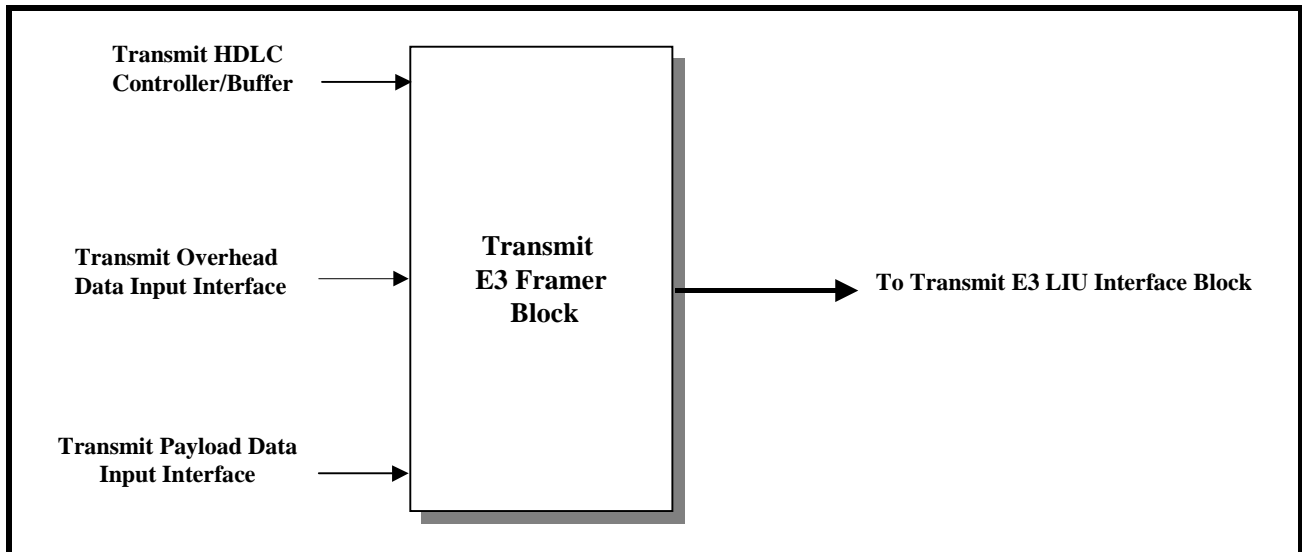 Transmit HDLC
Controller/Buffer
Transmit Overhead
Data Input Interface
Transmit Payload Data
Input Interface
Transmit
E3 Framer
Block
To Transmit E3 LIU Interface Block